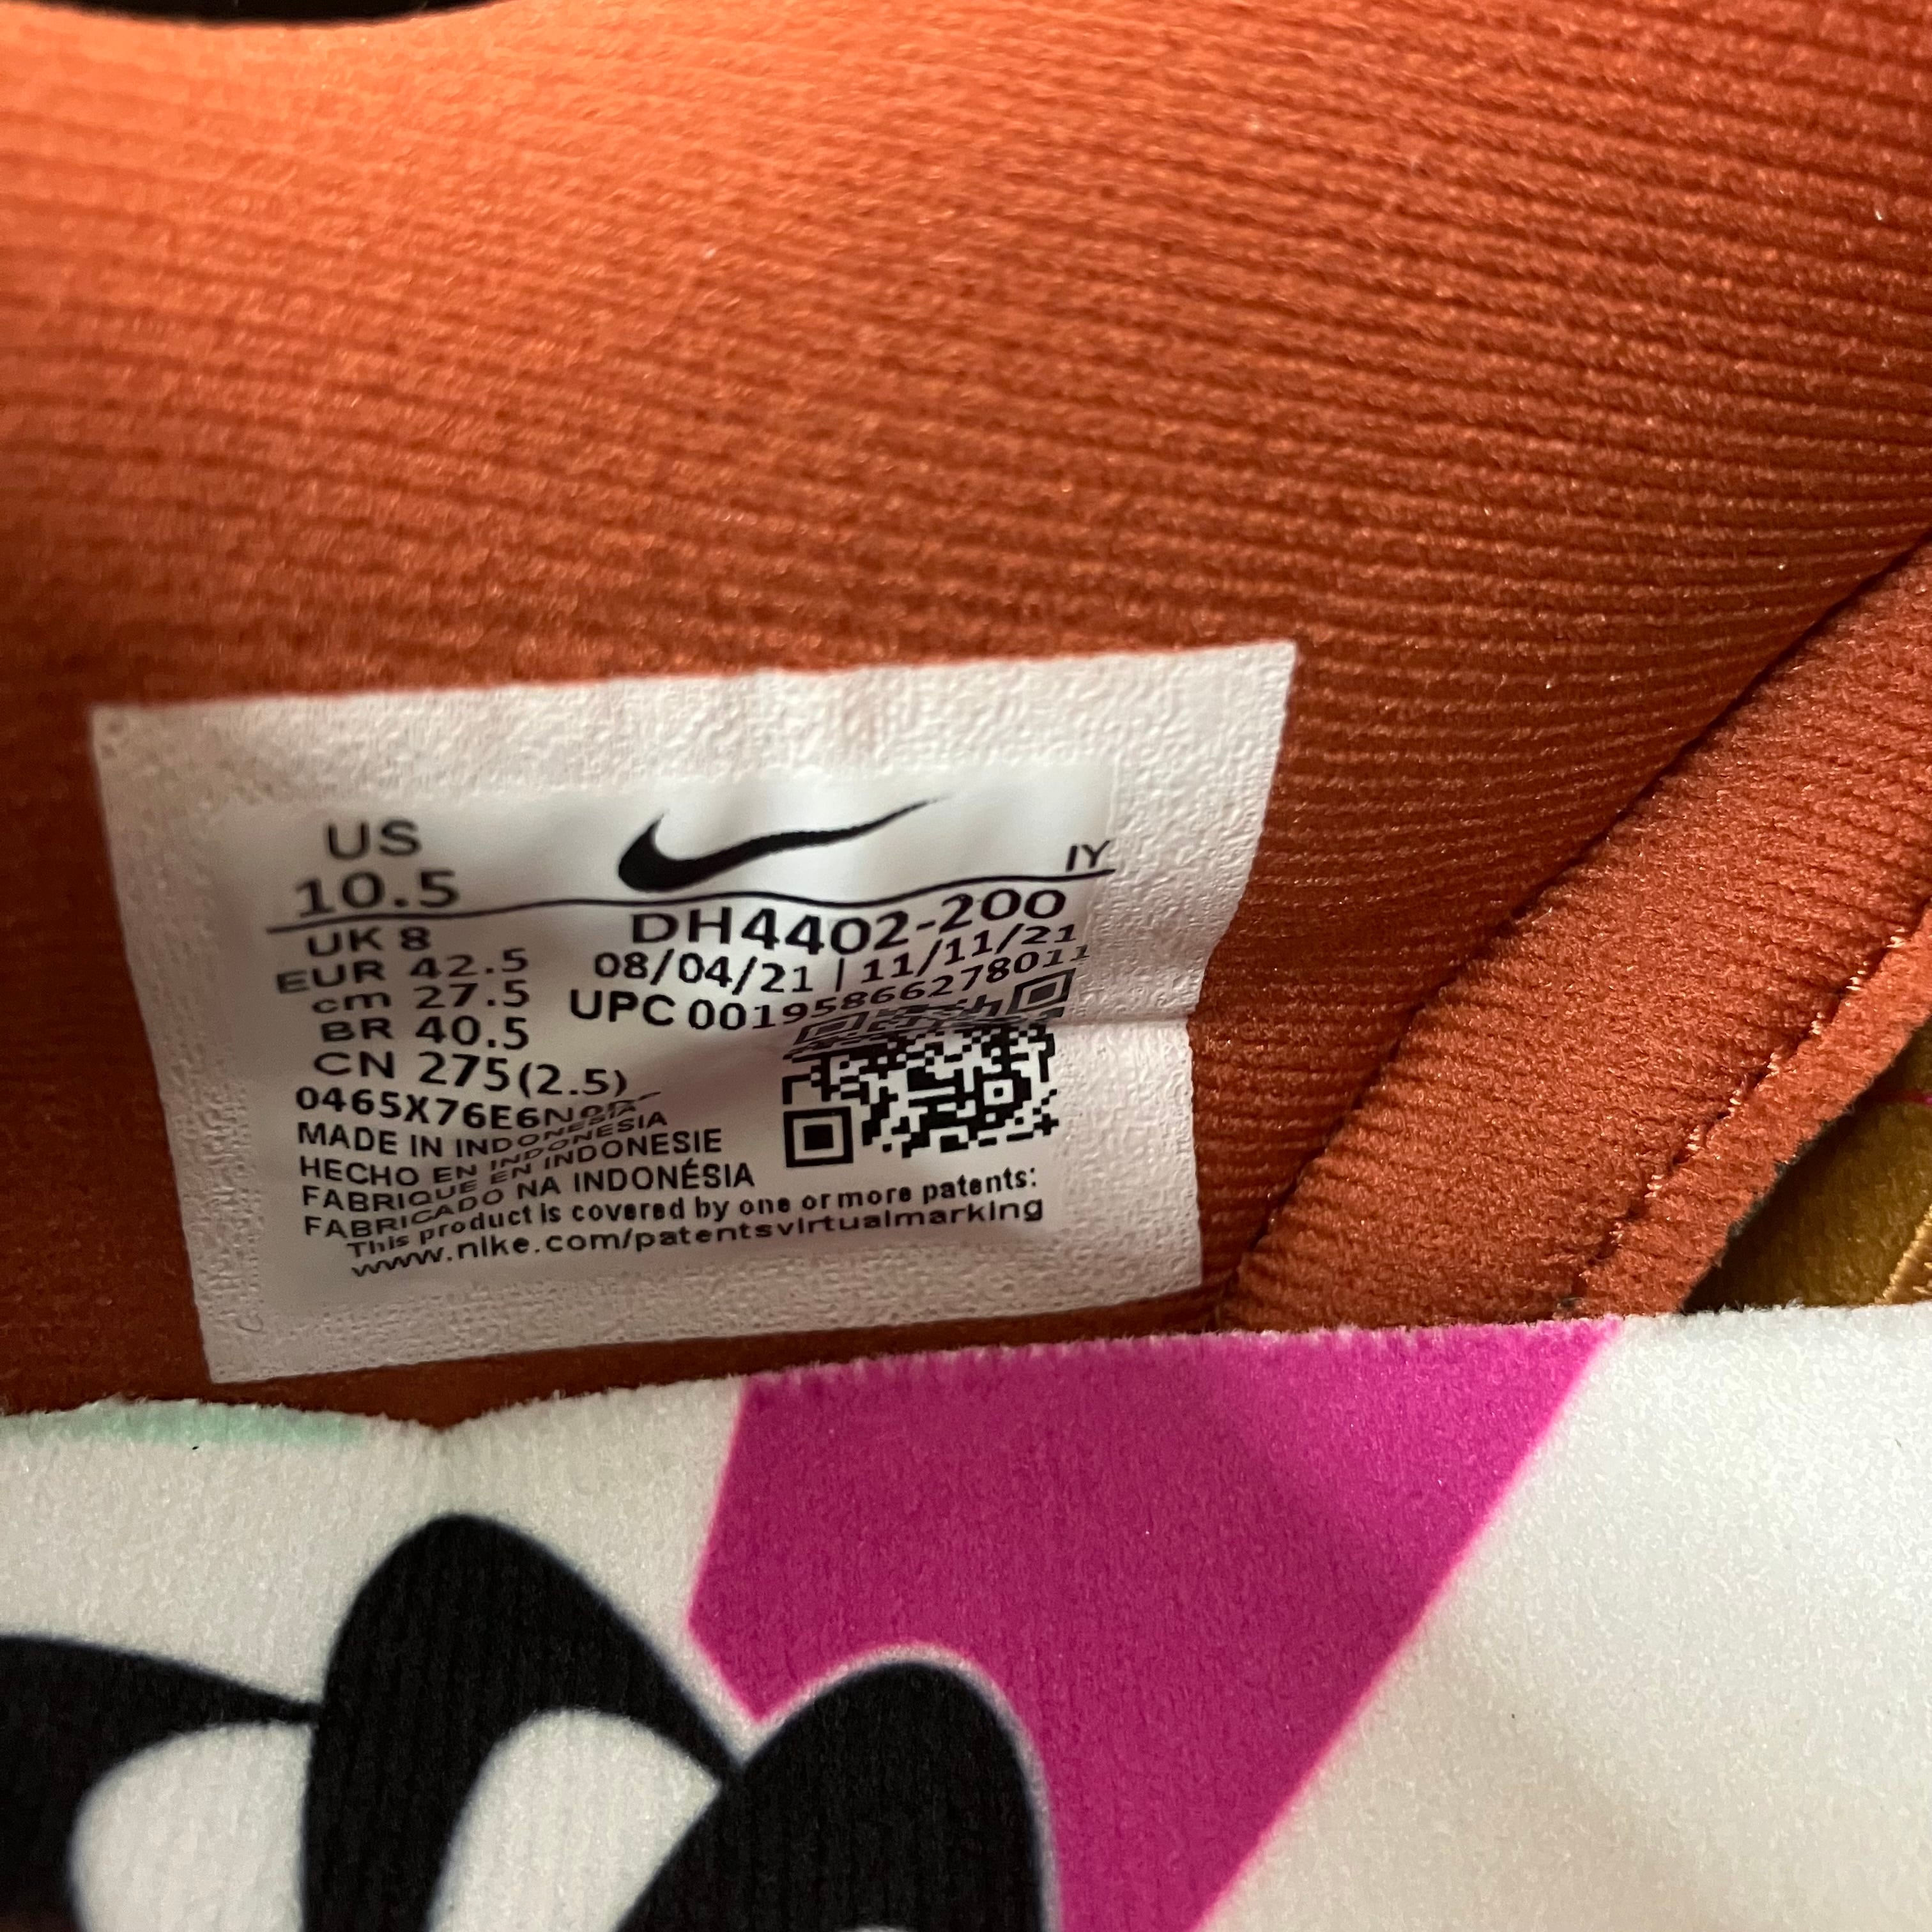 US
10.5
IY
UK 8
DH4402-200
EUR 42.5
08/04/21 | 11/11/21
cm 27.5
UPC 00195866278011
BR 40.5
CN 275(2.5)
MADE IN INDONESIA
HECHO EN INDONESIA
FABRIQUE EN INDONESIE
FABRICADO NA INDONÉSIA
This product is covered by one or more patents:
www.nike.com/patentsvirtualmarking